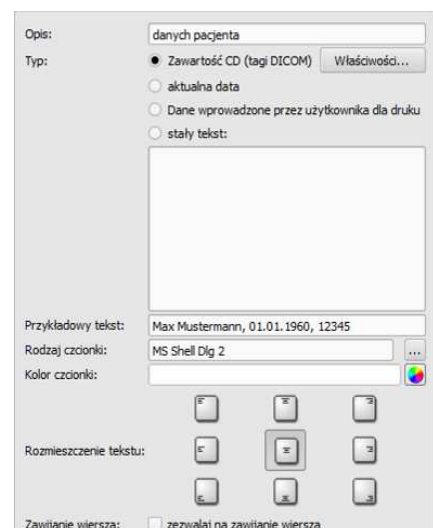 Opis: danych pacjenta
Typ: Zawartość CD (tagi DICOM) Właściwości...
aktualna data
Dane wprowadzone przez użytkownika dla druku
stały tekst:
Przykładowy tekst: Max Mustermann, 01.01.1960, 12345
Rodzaj czcionki: MS Shell Dlg 2 ...
Kolor czcionki:
Rozmieszczenie tekstu:
Zawijanie wiersza: zezwalaj na zawijanie wiersza